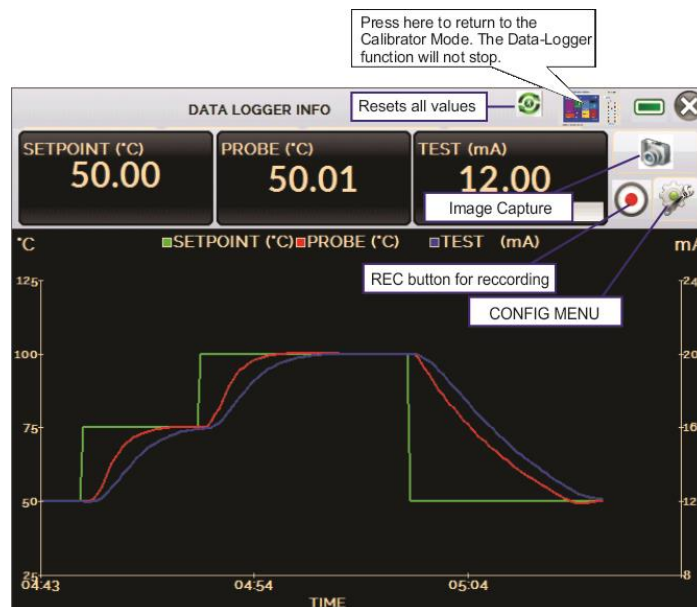 Press here to return to the
Calibrator Mode. The Data-Logger
function will not stop.
DATA LOGGER INFO
Resets all values
SETPOINT (°C)
50.00
PROBE (°C)
50.01
TEST (mA)
12.00
Image Capture
°C
SETPOINT (°C) PROBE (°C) TEST (mA)
mA
REC button for reccording
CONFIG MENU
125
24
100
20
75
16
50
12
25
8
04:43
04:54
05:04
TIME